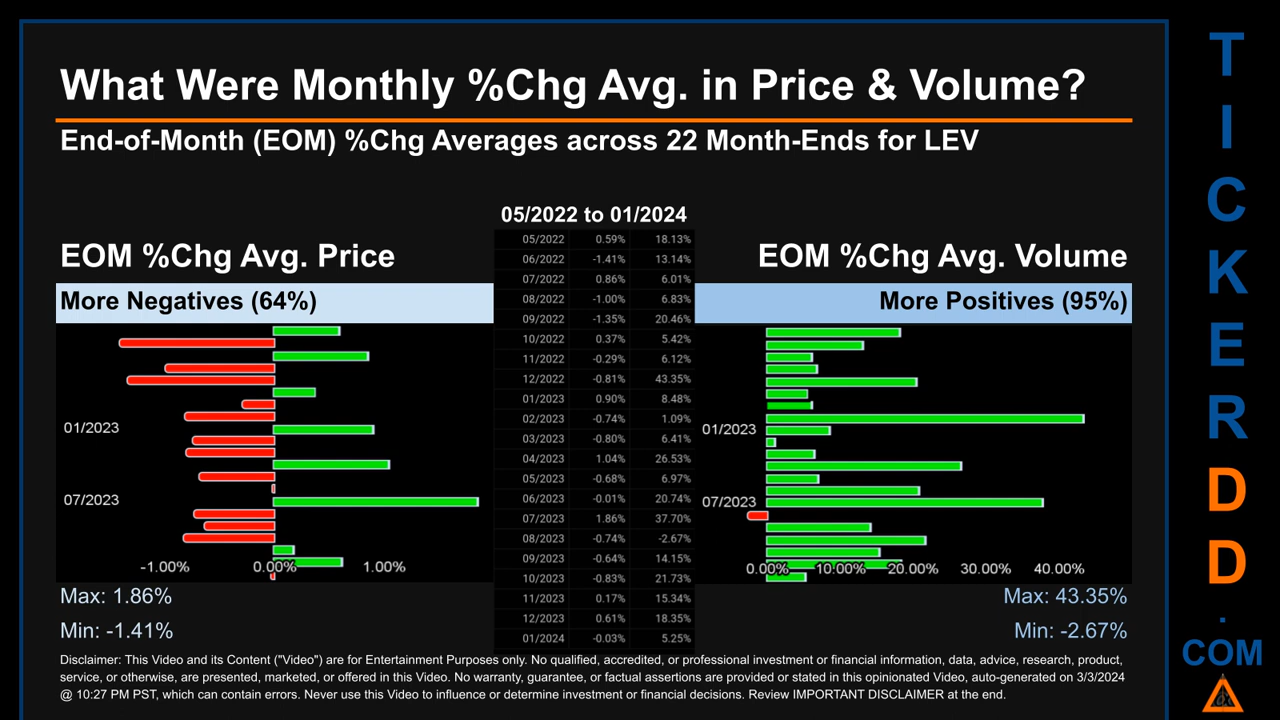 What Were Monthly %Chg Avg. in Price & Volume?
End-of-Month (EOM) %Chg Averages across 22 Month-Ends for LEV
05/2022 to 01/2024
EOM %Chg Avg. Price
More Negatives (64%)
01/2023
07/2023
-1.00% 0.00% 1.00%
Max: 1.86%
Min: -1.41%
05/2022 0.59% 18.13%
06/2022 -1.41% 13.14%
07/2022 0.86% 6.01%
08/2022 -1.00% 6.83%
09/2022 -1.35% 20.46%
10/2022 0.37% 5.42%
11/2022 -0.29% 6.12%
12/2022 -0.81% 43.35%
01/2023 0.90% 8.48%
02/2023 -0.74% 1.09%
03/2023 -0.80% 6.41%
04/2023 1.04% 26.53%
05/2023 -0.68% 6.97%
06/2023 -0.01% 20.74%
07/2023 1.86% 37.70%
08/2023 -0.74% -2.67%
09/2023 -0.64% 14.15%
10/2023 -0.83% 21.73%
11/2023 0.17% 15.34%
12/2023 0.61% 18.35%
01/2024 -0.03% 5.25%
EOM %Chg Avg. Volume
More Positives (95%)
01/2023
07/2023
0.00% 10.00% 20.00% 30.00% 40.00%
Max: 43.35%
Min: -2.67%
Disclaimer: This Video and its Content ("Video") are for Entertainment Purposes only. No qualified, accredited, or professional investment or financial information, data, advice, research, product,
service, or otherwise, are presented, marketed, or offered in this Video. No warranty, guarantee, or factual assertions are provided or stated in this opinionated Video, auto-generated on 3/3/2024
@ 10:27 PM PST, which can contain errors. Never use this Video to influence or determine investment or financial decisions. Review IMPORTANT DISCLAIMER at the end.
T
I
C
K
E
R
D
D
.
COM